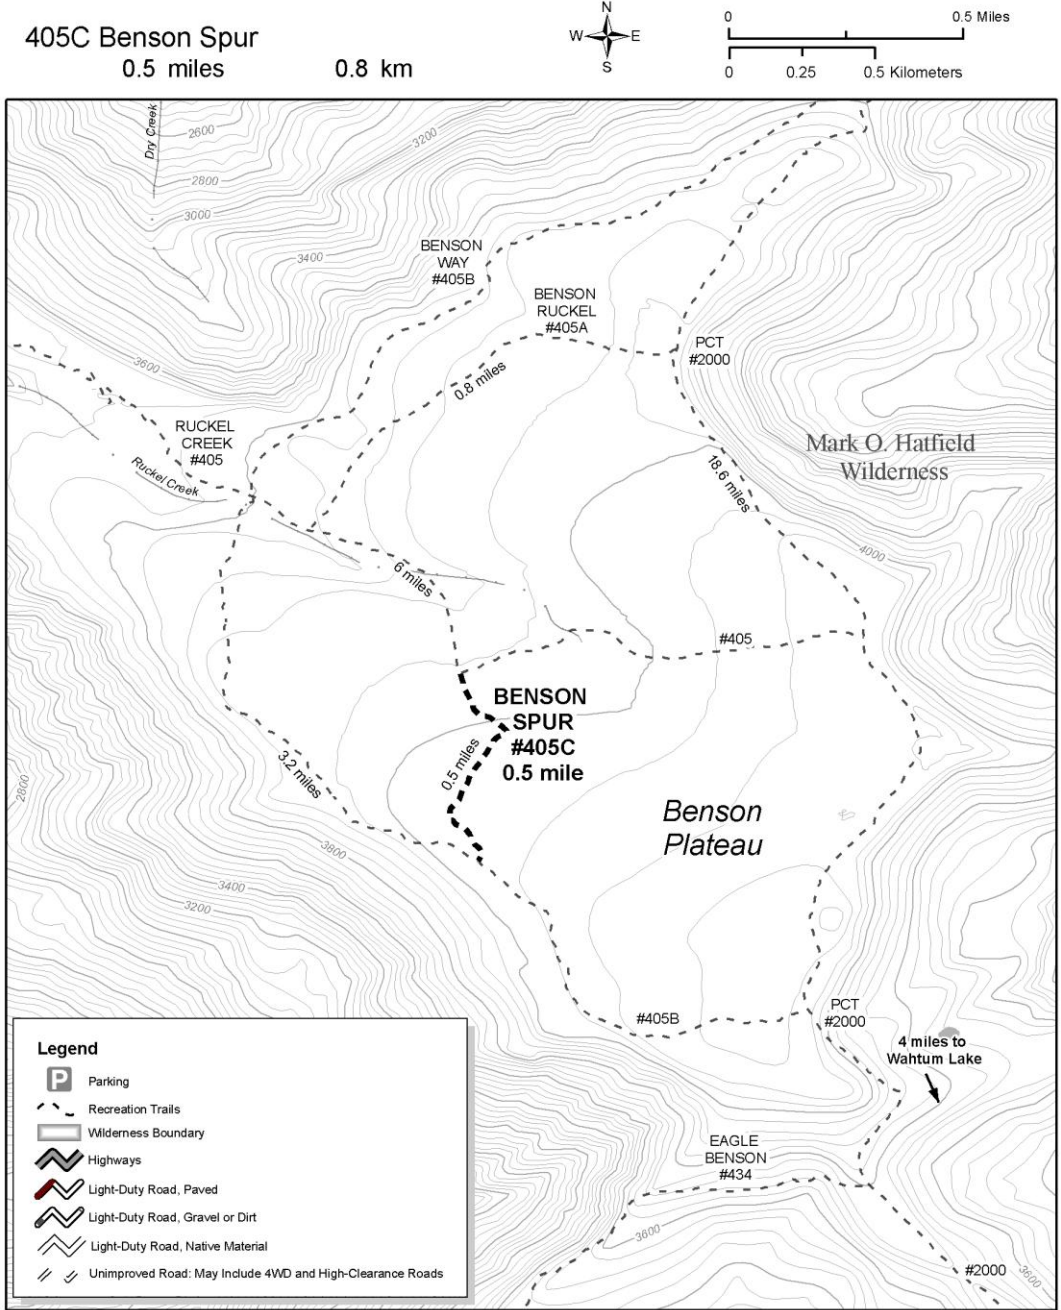 405C Benson Spur
0.5 miles 0.8 km
N
W E
S
0 0.5 Miles
0 0.25 0.5 Kilometers
Dry Creek
2600
3200
2800
3000
3400
BENSON
WAY
#405B
BENSON
RUCKEL
#405A
PCT
#2000
3600
0.8 miles
RUCKEL
CREEK
#405
Mark O. Hatfield
Wilderness
Ruckel Creek
18.6 miles
4000
6 miles
#405
BENSON
SPUR
#405C
0.5 mile
0.5 miles
3.2 miles
2800
Benson
Plateau
3800
3400
3200
#405B
PCT
#2000
4 miles to
Wahtum Lake
EAGLE
BENSON
#434
3600
#2000
3600
Legend
P Parking
Recreation Trails
Wilderness Boundary
Highways
Light-Duty Road, Paved
Light-Duty Road, Gravel or Dirt
Light-Duty Road, Native Material
Unimproved Road: May Include 4WD and High-Clearance Roads